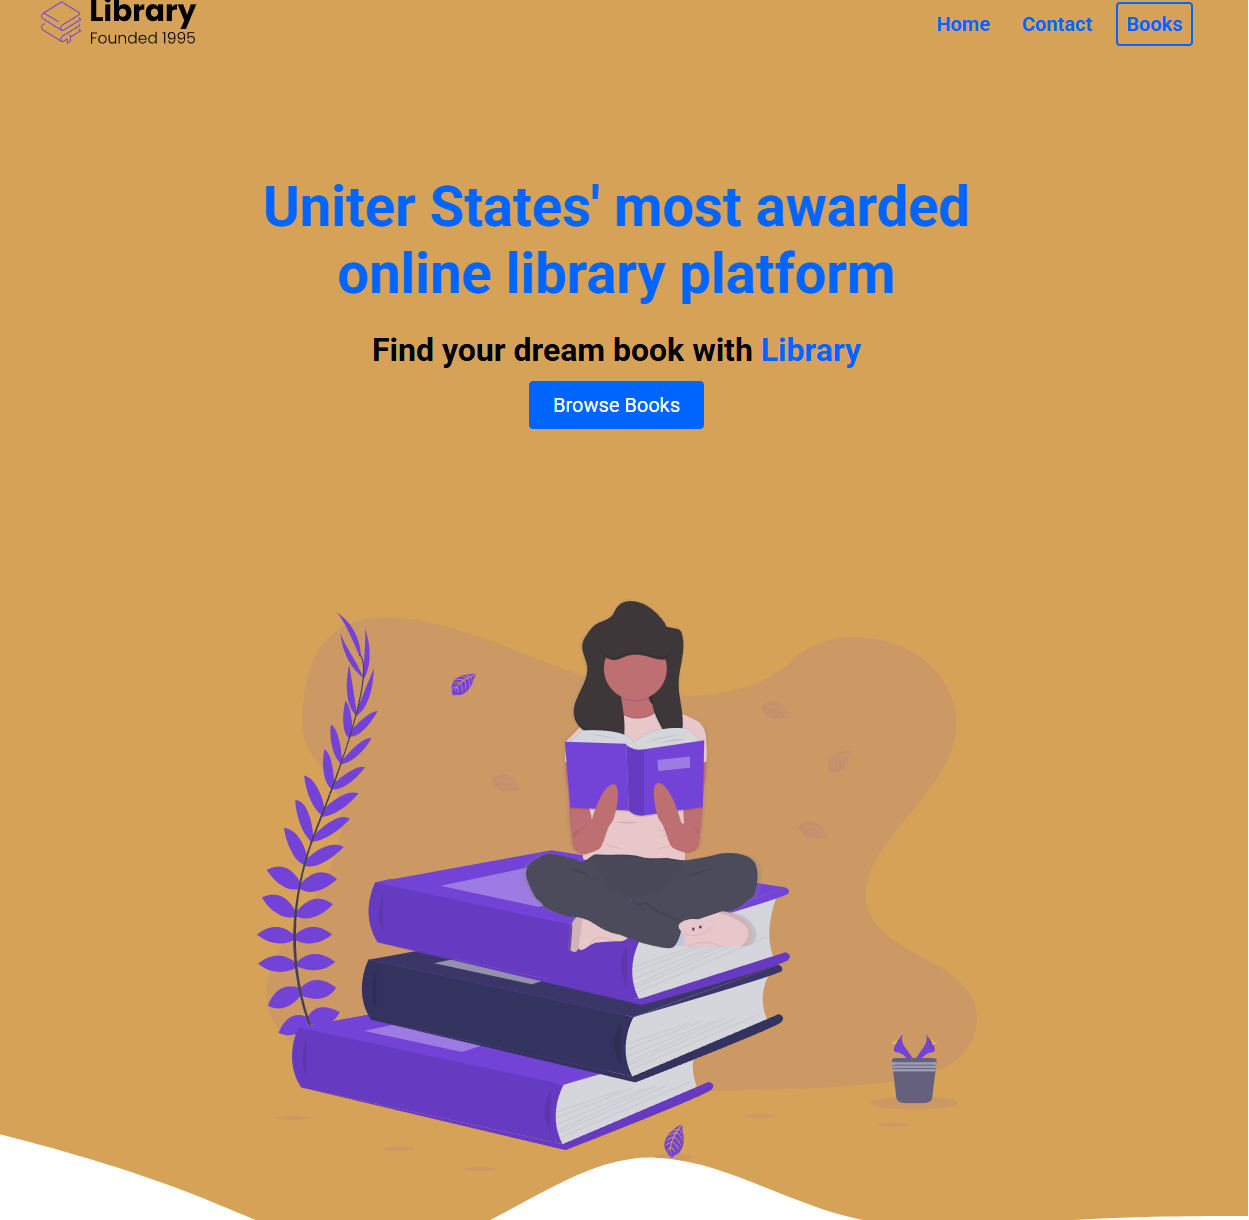 Library
Founded 1995
Home Contact Books
Uniter States' most awarded
online library platform
Find your dream book with Library
Browse Books